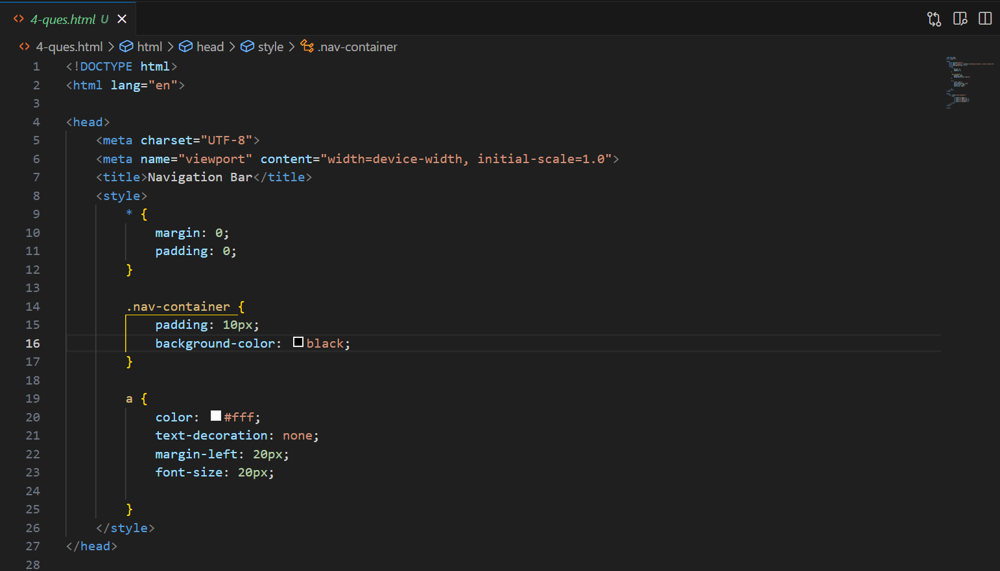 4-ques.html U
4-ques.html > html > head > style > .nav-container
1 <!DOCTYPE html>
2 <html lang="en">
3
4 <head>
5     <meta charset="UTF-8">
6     <meta name="viewport" content="width=device-width, initial-scale=1.0">
7     <title>Navigation Bar</title>
8     <style>
9         * {
10             margin: 0;
11             padding: 0;
12         }
13
14         .nav-container {
15             padding: 10px;
16             background-color: black;
17         }
18
19         a {
20             color: #fff;
21             text-decoration: none;
22             margin-left: 20px;
23             font-size: 20px;
24
25         }
26     </style>
27 </head>
28